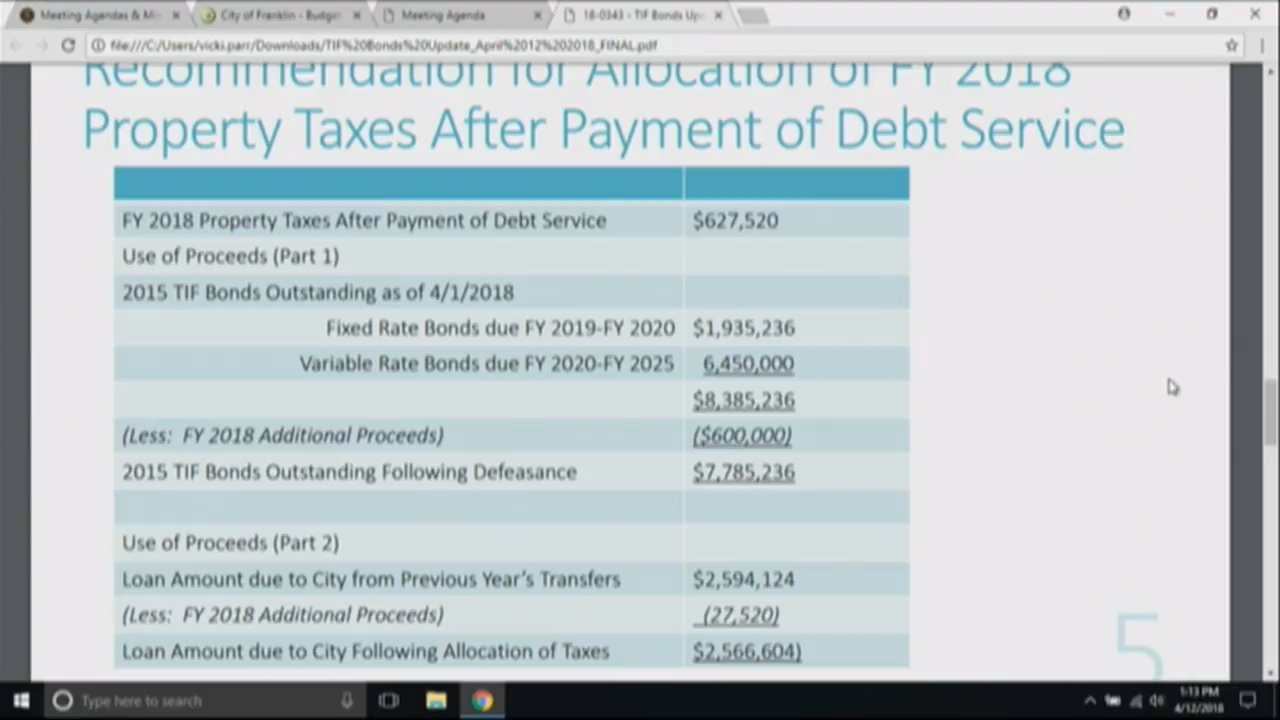 Meeting Agendas & M
City of Franklin - Budge
Meeting Agenda
18-0343 - TIF Bonds Up
file:///C:/Users/vicki.parr/Downloads/TIF%20Bonds%20Update_April%2012%202018_FINAL.pdf
Recommendation for Allocation of FY 2018
Property Taxes After Payment of Debt Service
FY 2018 Property Taxes After Payment of Debt Service $627,520
Use of Proceeds (Part 1)
2015 TIF Bonds Outstanding as of 4/1/2018
Fixed Rate Bonds due FY 2019-FY 2020 $1,935,236
Variable Rate Bonds due FY 2020-FY 2025 6,450,000
$8,385,236
(Less: FY 2018 Additional Proceeds) ($600,000)
2015 TIF Bonds Outstanding Following Defeasance $7,785,236
Use of Proceeds (Part 2)
Loan Amount due to City from Previous Year's Transfers $2,594,124
(Less: FY 2018 Additional Proceeds) (27,520)
Loan Amount due to City Following Allocation of Taxes $2,566,604)
5
Type here to search
1:13 PM
4/12/2018